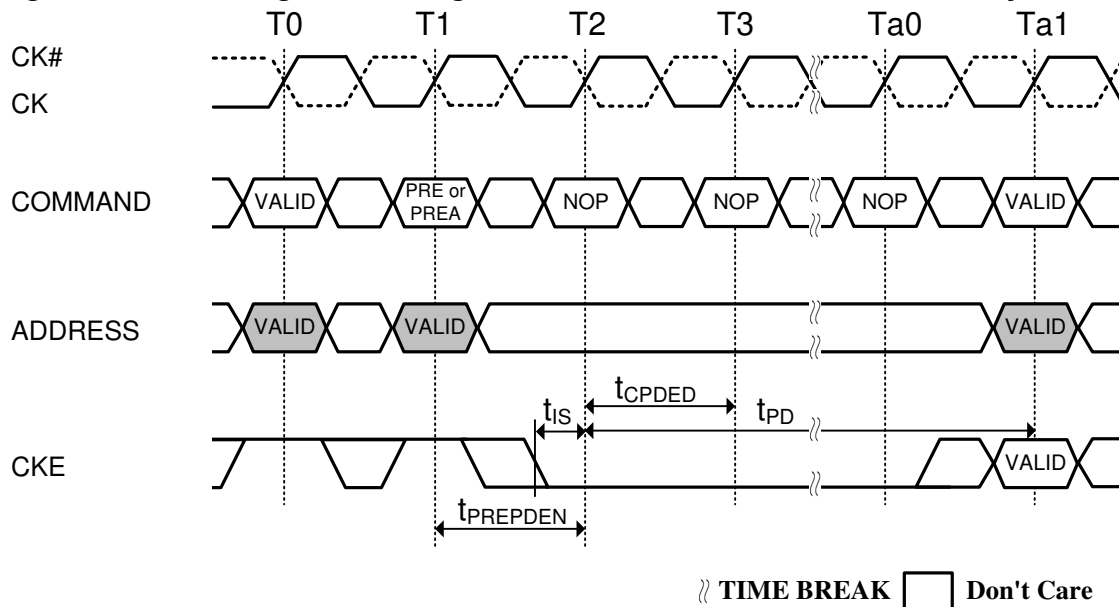 T0 T1 T2 T3 Ta0 Ta1
CK#
CK
COMMAND VALID PRE or PREA NOP NOP NOP VALID
ADDRESS VALID VALID VALID
tCPDED
tIS tPD
CKE VALID
tPREPDEN
TIME BREAK Don't Care